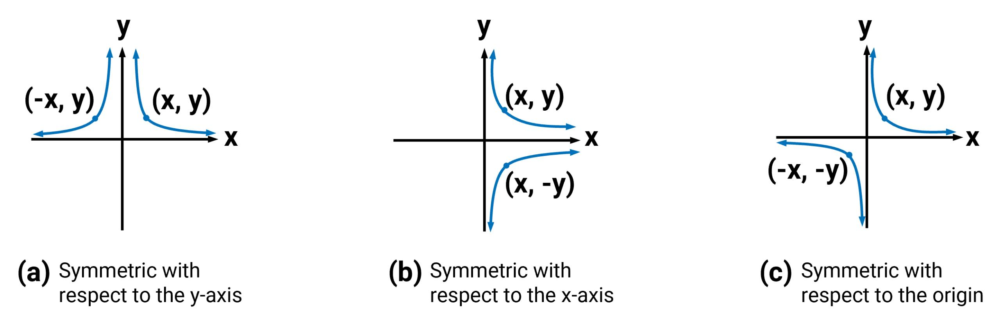 y
(-x, y)
(x, y)
x
(a) Symmetric with
respect to the y-axis
y
(x, y)
x
(x, -y)
(b) Symmetric with
respect to the x-axis
y
(x, y)
x
(-x, -y)
(c) Symmetric with
respect to the origin